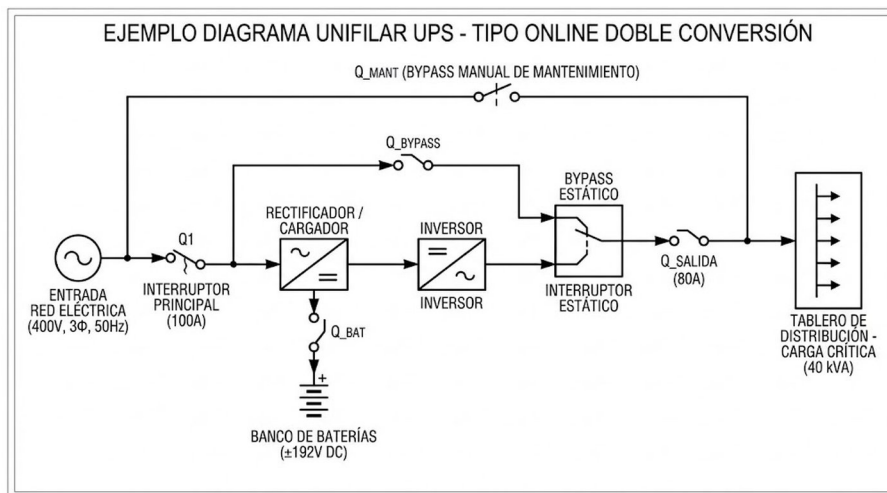 EJEMPLO DIAGRAMA UNIFILAR UPS - TIPO ONLINE DOBLE CONVERSIÓN
Q_MANT (BYPASS MANUAL DE MANTENIMIENTO)
Q_BYPASS
BYPASS
ESTÁTICO
RECTIFICADOR /
CARGADOR
INVERSOR
Q1
ENTRADA
RED ELÉCTRICA
(400V, 3Φ, 50Hz)
INTERRUPTOR
PRINCIPAL
(100A)
INVERSOR
INTERRUPTOR
ESTÁTICO
Q_SALIDA
(80A)
Q_BAT
+
BANCO DE BATERÍAS
(±192V DC)
TABLERO DE
DISTRIBUCIÓN -
CARGA CRÍTICA
(40 kVA)